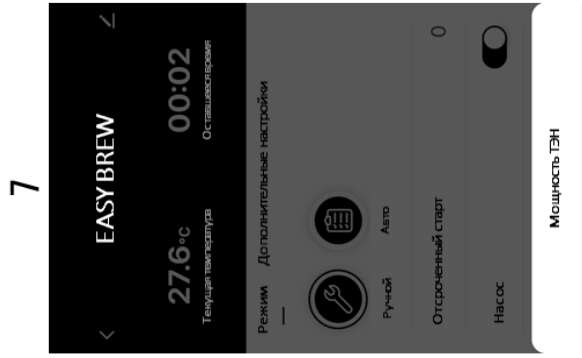 7
EASY BREW
27.6°C 00:02
Текущая температура Оставшееся время
Режим Дополнительные настройки
Ручной Авто
Отсроченный старт 0
Насос
Мощность ТЭН